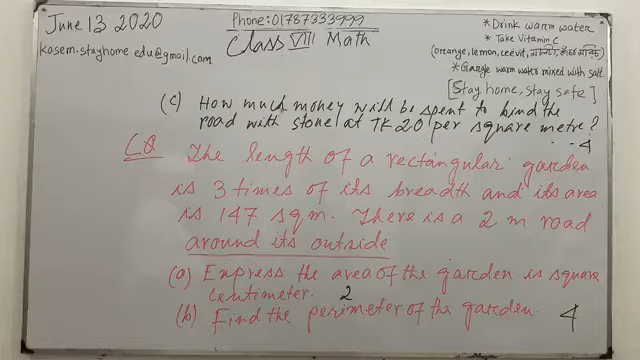 June 13 2020
kosem.stayhome.edu@gmail.com
Phone: 01787333999
Class VIII Math
* Drink warm water
* Take Vitamin C
(orange, lemon, ceevit,
* Gargle warm water mixed with salt
[Stay home, stay safe]
(c) How much money will be spent to bind the
road with stone at TK 20 per square metre?
4
CQ The length of a rectangular garden
is 3 times of its breadth and its area
is 147 sqm. There is a 2 m road
around its outside
(a) Express the area of the garden is square
centimeter. 2
(b) Find the perimeter of the garden. 4